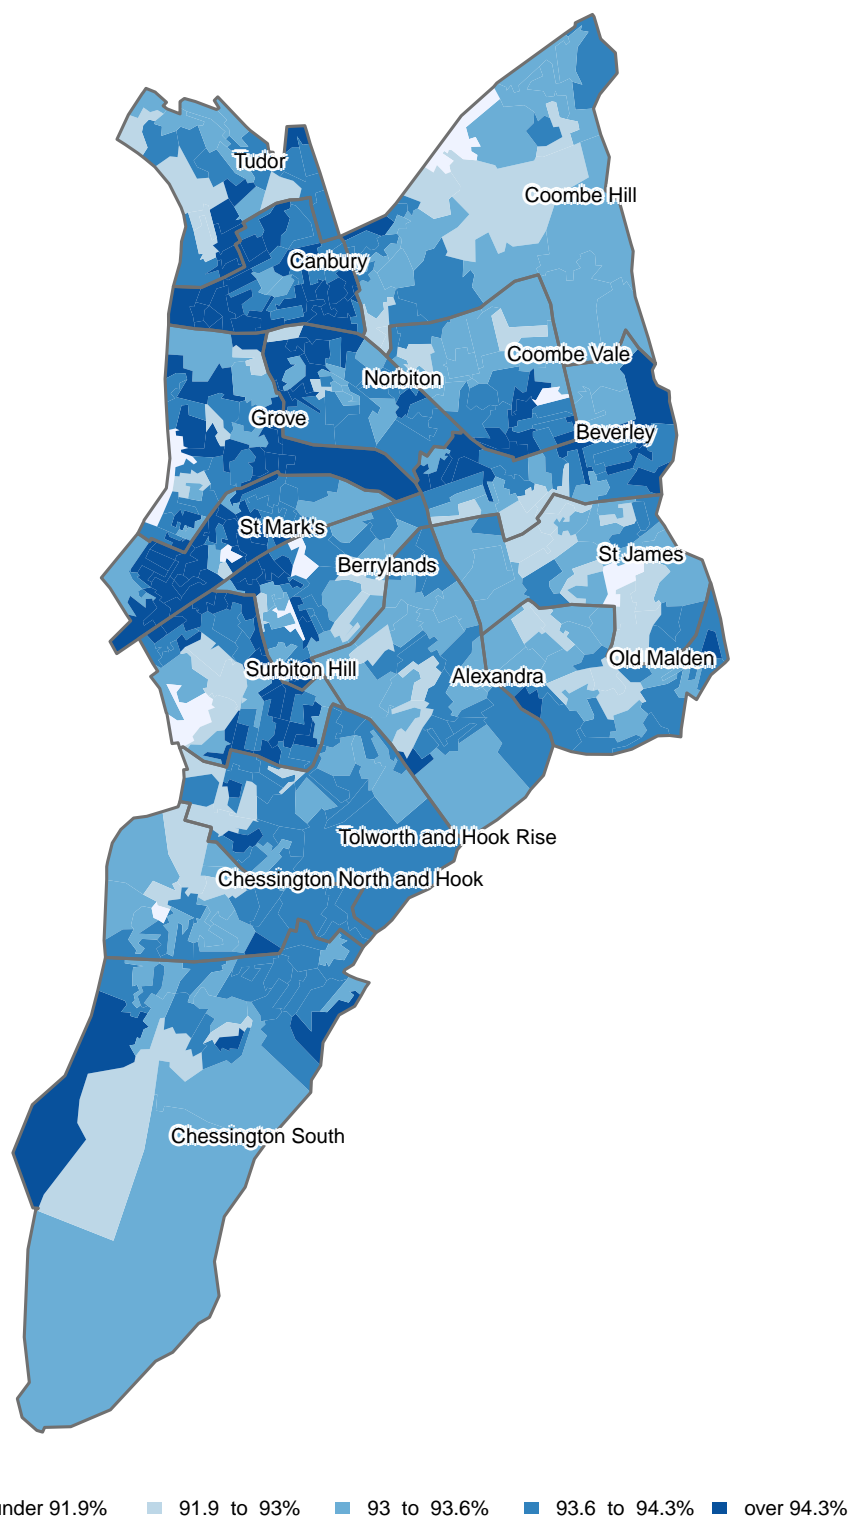 Tudor
Coombe Hill
Canbury
Coombe Vale
Norbiton
Grove
Beverley
St Mark's
St James
Berrylands
Old Malden
Surbiton Hill
Alexandra
Tolworth and Hook Rise
Chessington North and Hook
Chessington South
under 91.9% 91.9 to 93% 93 to 93.6% 93.6 to 94.3% over 94.3%